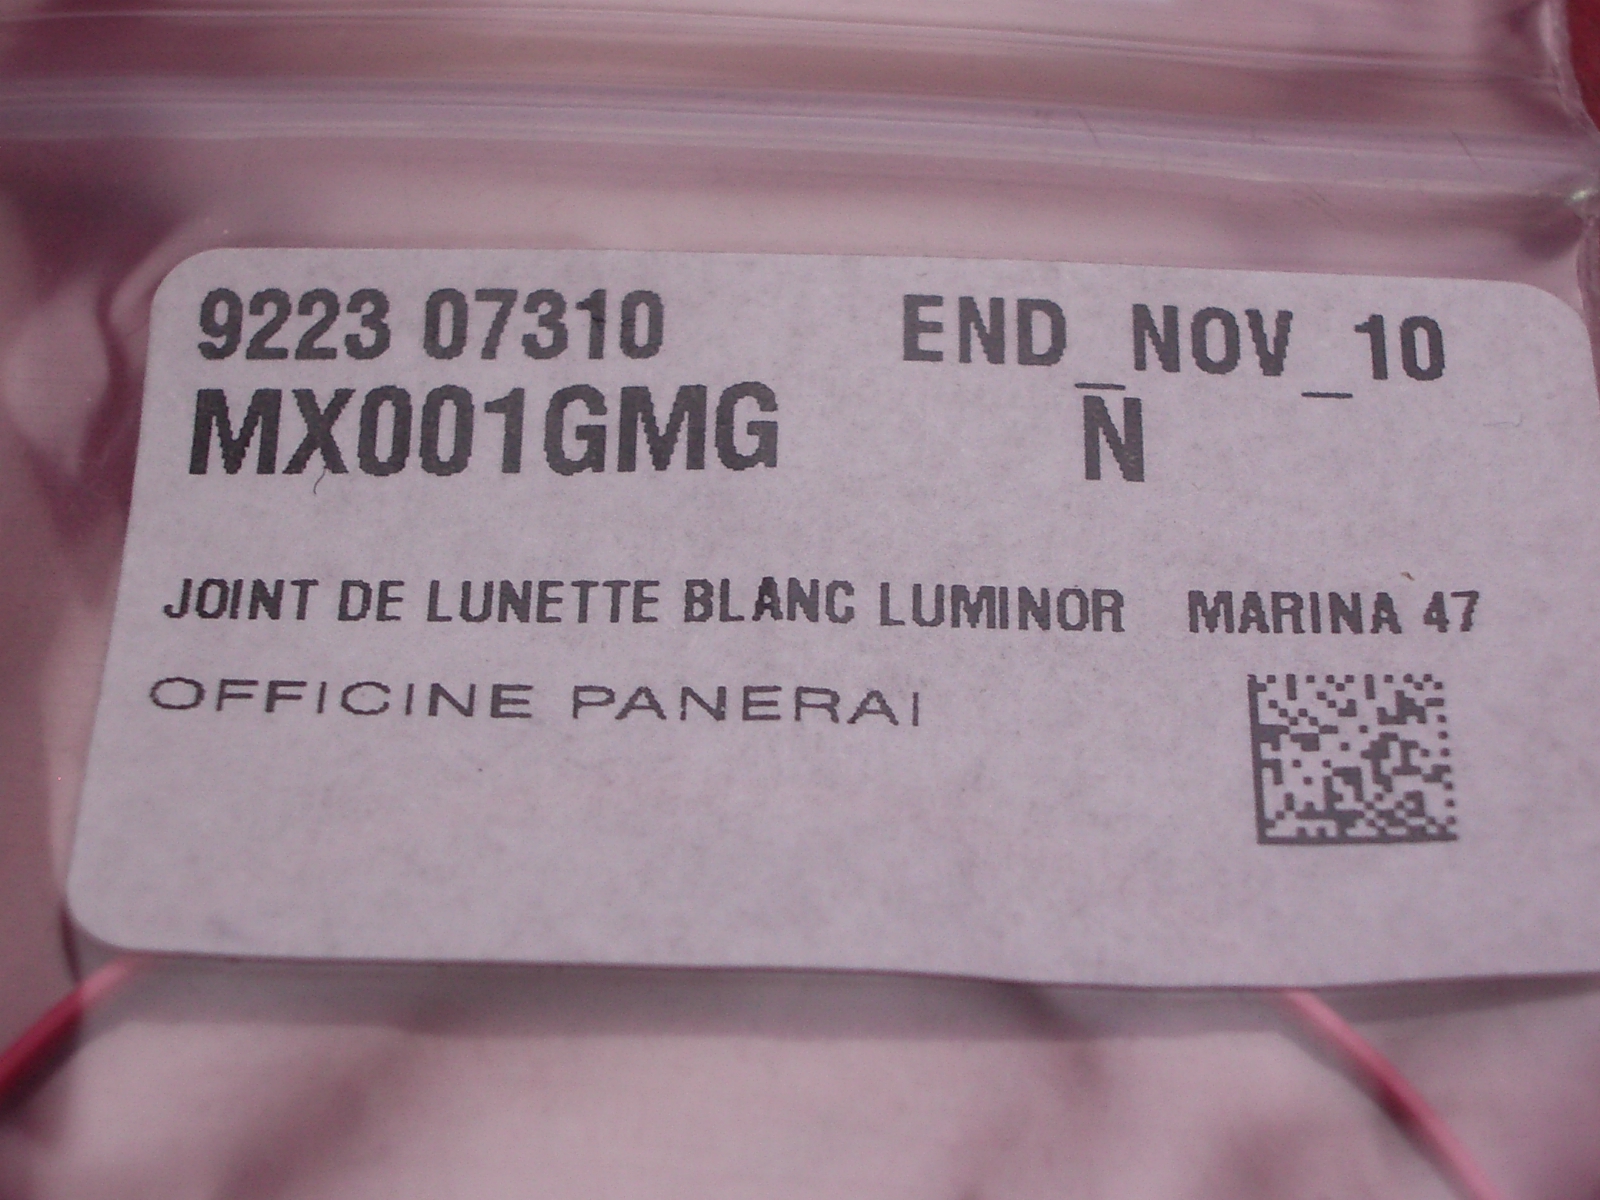 9223 07310 END_NOV_10
MX001GMG N
JOINT DE LUNETTE BLANC LUMINOR MARINA 47
OFFICINE PANERAI